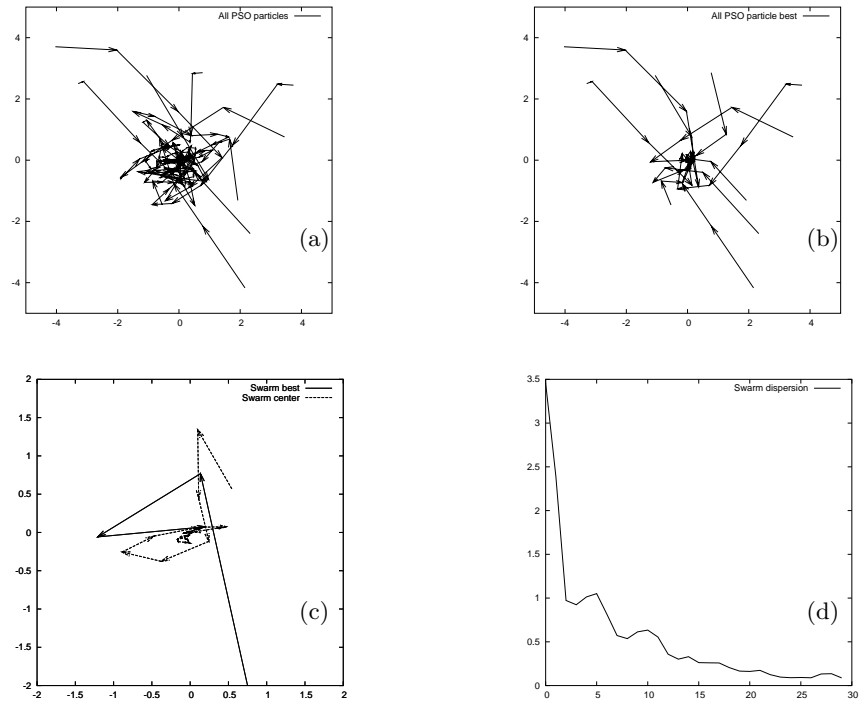 All PSO particles
4
2
0
-2
-4
-4 -2 0 2 4
(a)
All PSO particle best
4
2
0
-2
-4
-4 -2 0 2 4
(b)
Swarm best
Swarm center
2
1.5
1
0.5
0
-0.5
-1
-1.5
-2
-2 -1.5 -1 -0.5 0 0.5 1 1.5 2
(c)
Swarm dispersion
3.5
3
2.5
2
1.5
1
0.5
0
0 5 10 15 20 25 30
(d)